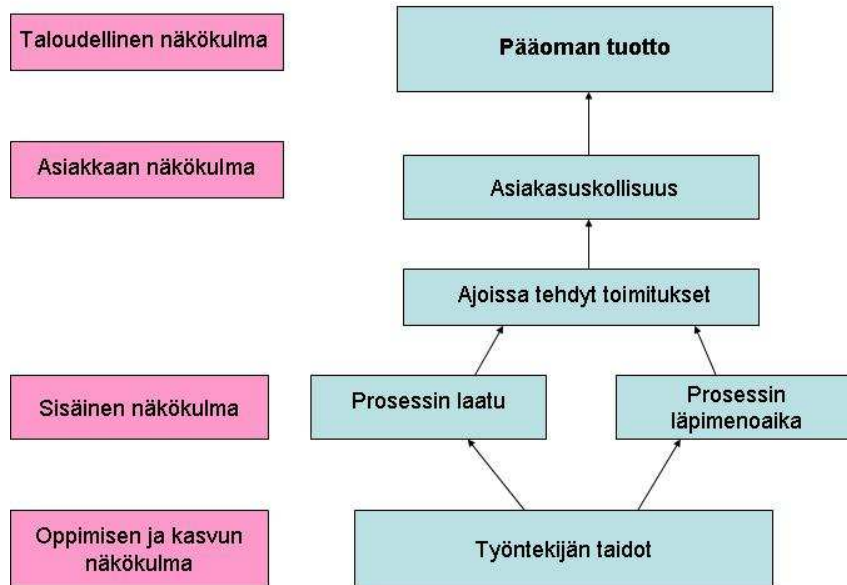 Taloudellinen näkökulma
Pääoman tuotto
Asiakkaan näkökulma
Asiakasuskollisuus
Ajoissa tehdyt toimitukset
Sisäinen näkökulma
Prosessin laatu
Prosessin
läpimenoaika
Oppimisen ja kasvun
näkökulma
Työntekijän taidot